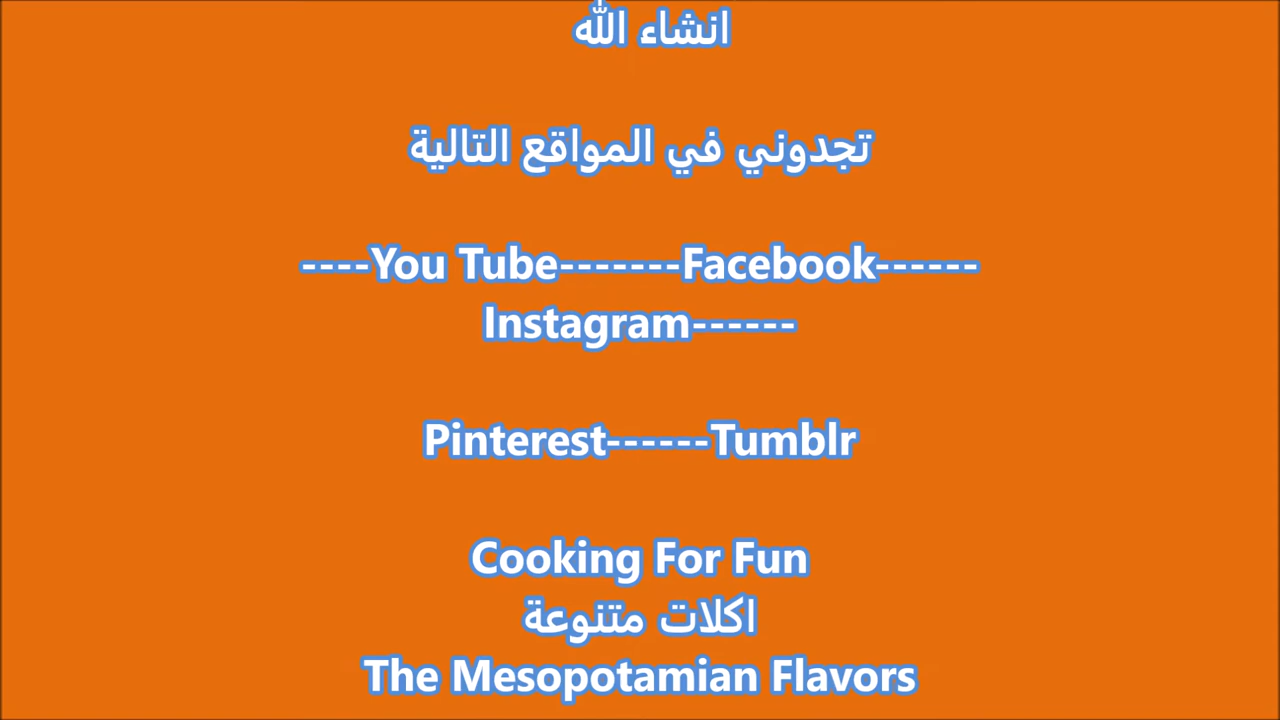 انشاء الله
تجدوني في المواقع التالية
----You Tube-------Facebook------
Instagram------
Pinterest------Tumblr
Cooking For Fun
اكلات متنوعة
The Mesopotamian Flavors